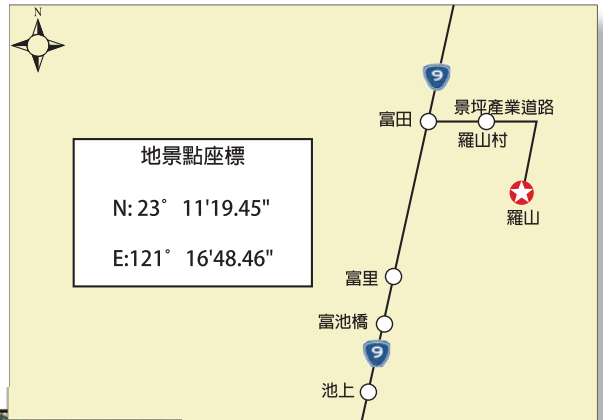 N
9
景坪產業道路
富田
羅山村
地景點座標
N: 23° 11'19.45"
羅山
E:121° 16'48.46"
富里
富池橋
9
池上